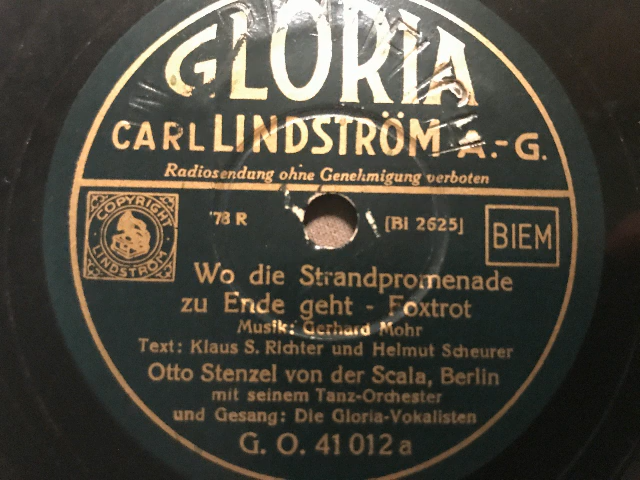 GLORIA
CARL LINDSTRÖM A.-G.
Radiosendung ohne Genehmigung verboten
COPYRIGHT
LINDSTRÖM
'78 R
[Bi 2625]
BIEM
Wo die Strandpromenade
zu Ende geht - Foxtrot
Musik: Gerhard Mohr
Text: Klaus S. Richter und Helmut Scheurer
Otto Stenzel von der Scala, Berlin
mit seinem Tanz-Orchester
und Gesang: Die Gloria-Vokalisten
G. O. 41 012 a